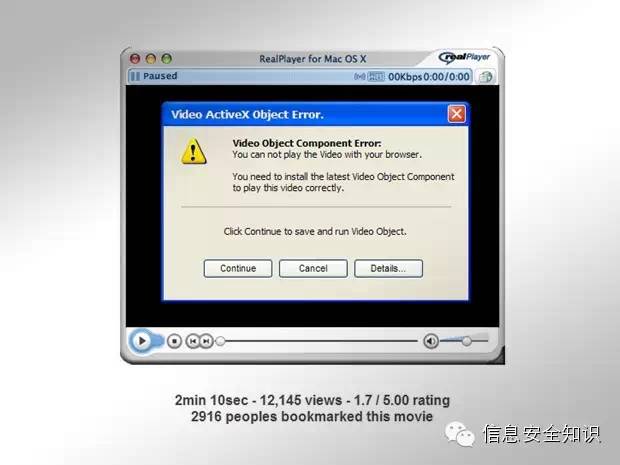 RealPlayer for Mac OS X
realPlayer
Paused
00Kbps 0:00/0:00
Video ActiveX Object Error.
Video Object Component Error:
You can not play the Video with your browser.
You need to install the latest Video Object Component
to play this video correctly.
Click Continue to save and run Video Object.
Continue
Cancel
Details...
2min 10sec - 12,145 views - 1.7 / 5.00 rating
2916 peoples bookmarked this movie
信息安全知识